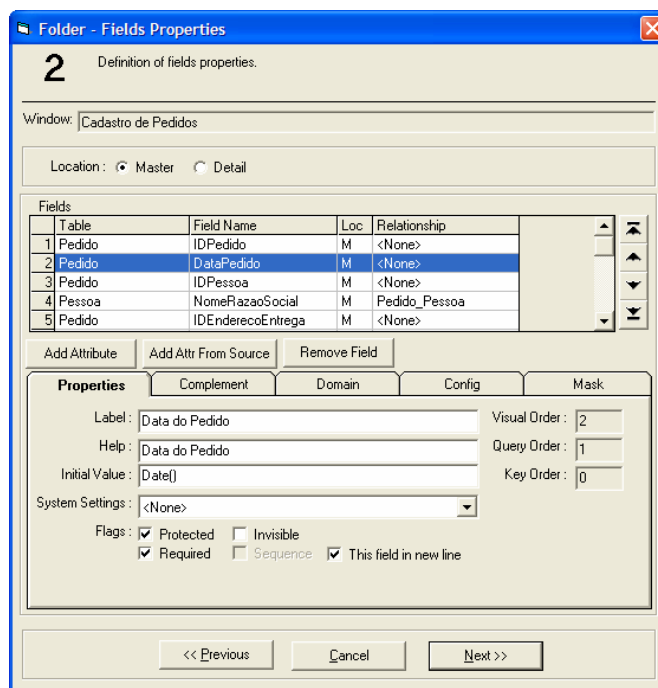 Folder - Fields Properties
2 Definition of fields properties.
Window: Cadastro de Pedidos
Location : Master Detail
Fields
Table Field Name Loc Relationship
1 Pedido IDPedido M <None>
2 Pedido DataPedido M <None>
3 Pedido IDPessoa M <None>
4 Pessoa NomeRazaoSocial M Pedido_Pessoa
5 Pedido IDEnderecoEntrega M <None>
Add Attribute Add Attr From Source Remove Field
Properties Complement Domain Config Mask
Label : Data do Pedido Visual Order : 2
Help : Data do Pedido Query Order : 1
Initial Value : Date() Key Order : 0
System Settings : <None>
Flags : Protected Invisible
Required Sequence This field in new line
<< Previous Cancel Next >>